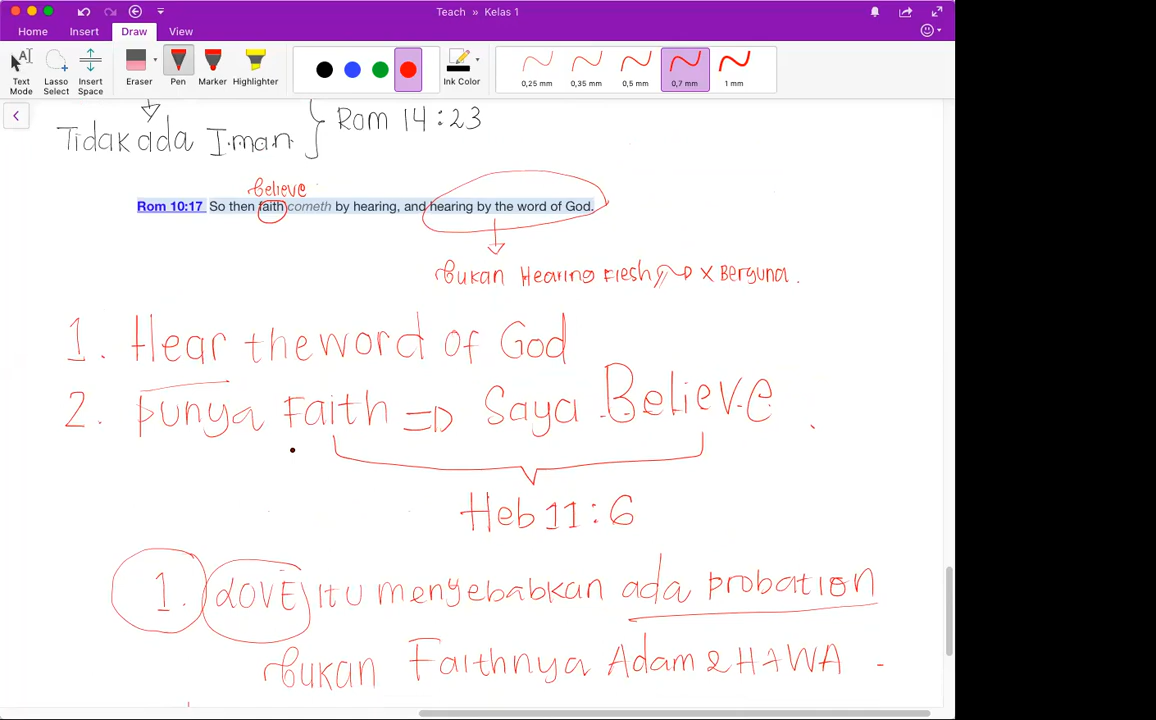 Teach » Kelas 1
Home Insert Draw View
Text Mode
Lasso Select
Insert Space
Eraser
Pen
Marker
Highlighter
Ink Color
0,25 mm
0,35 mm
0,5 mm
0,7 mm
1 mm
Tidak ada Iman } Rom 14:23
believe
Rom 10:17 So then faith cometh by hearing, and hearing by the word of God.
Bukan Hearing Flesh → X Berguna.
1. Hear the word of God
2. punya Faith ⇒ Saya Believe.
Heb 11:6
1. LOVE itu menyebabkan ada probation
Bukan Faithnya Adam & HAWA -